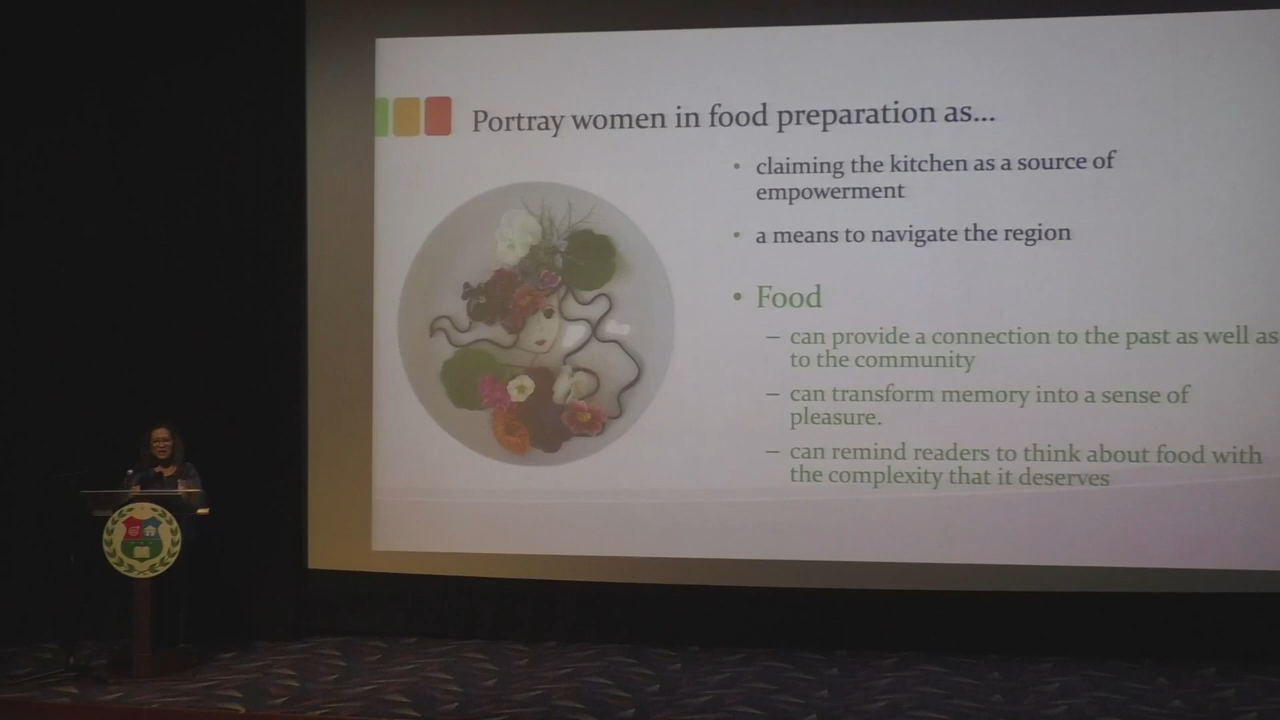 Portray women in food preparation as...
• claiming the kitchen as a source of
empowerment
• a means to navigate the region
• Food
– can provide a connection to the past as well as
to the community
– can transform memory into a sense of
pleasure.
– can remind readers to think about food with
the complexity that it deserves